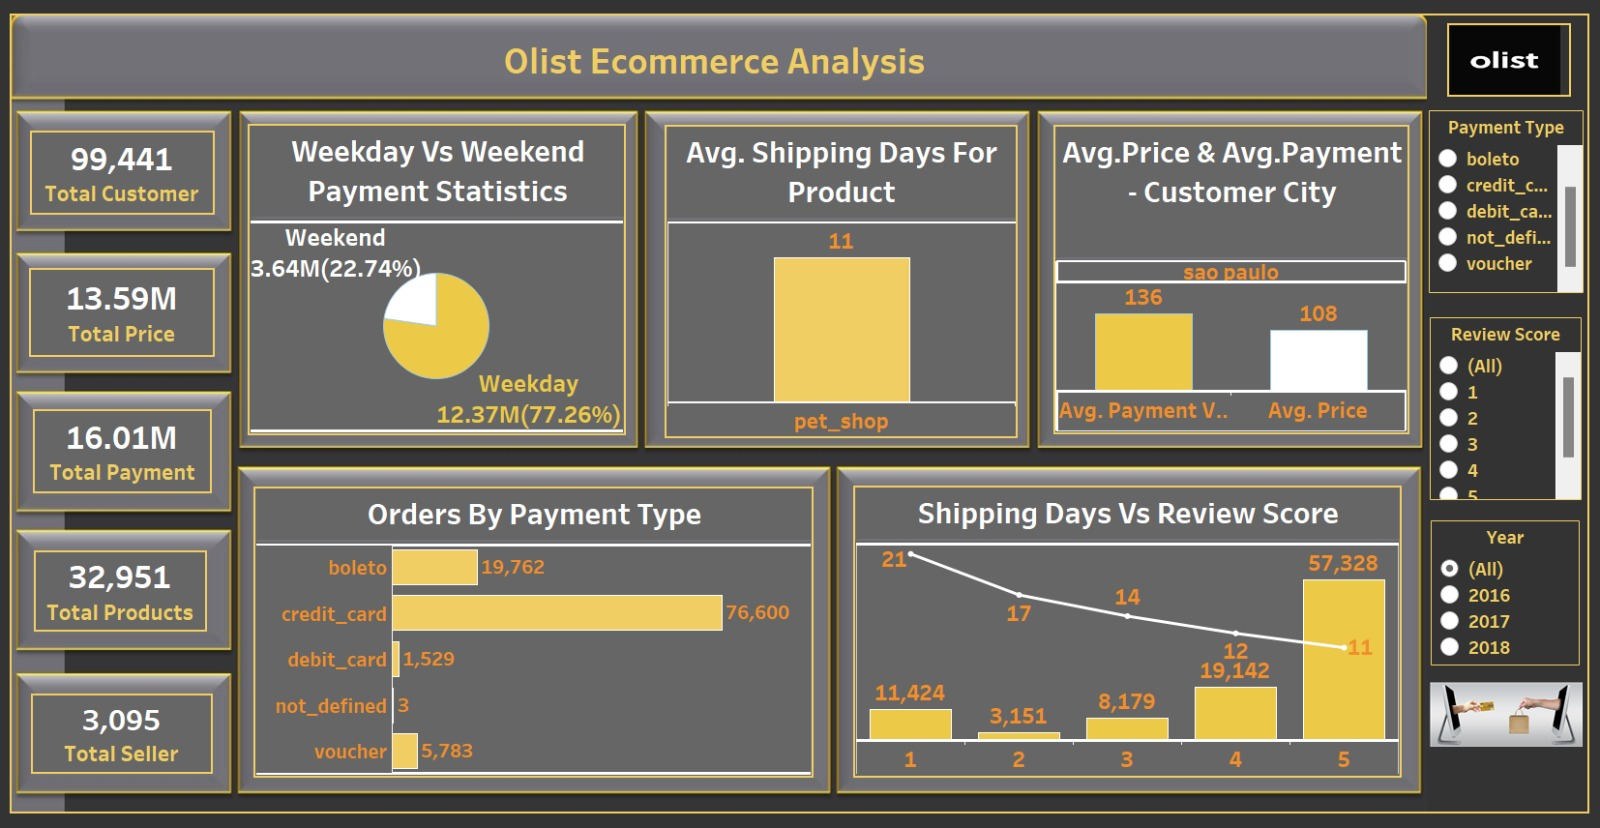 Olist Ecommerce Analysis
olist
99,441
Total Customer
13.59M
Total Price
16.01M
Total Payment
32,951
Total Products
3,095
Total Seller
Weekday Vs Weekend
Payment Statistics
Weekend
3.64M(22.74%)
Weekday
12.37M(77.26%)
Avg. Shipping Days For
Product
11
pet_shop
Avg.Price & Avg.Payment
- Customer City
sao paulo
136
108
Avg. Payment V..
Avg. Price
Orders By Payment Type
boleto
19,762
credit_card
76,600
debit_card
1,529
not_defined
3
voucher
5,783
Shipping Days Vs Review Score
21
17
14
12
11
11,424
3,151
8,179
19,142
57,328
1
2
3
4
5
Payment Type
boleto
credit_c...
debit_ca...
not_defi...
voucher
Review Score
(All)
1
2
3
4
5
Year
(All)
2016
2017
2018